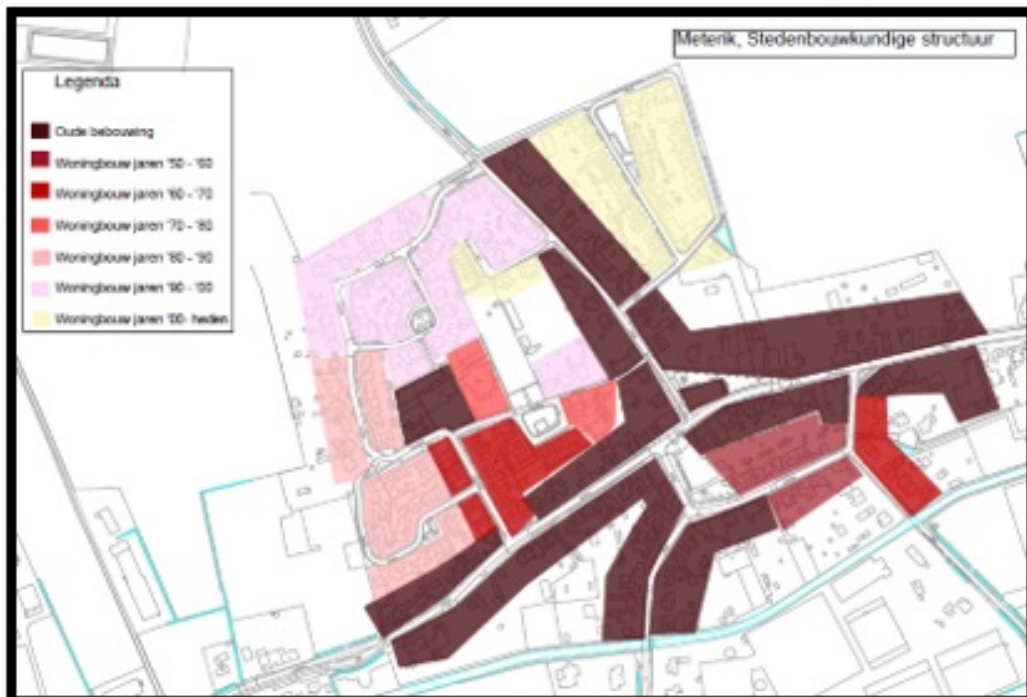 Meterik, Stedenbouwkundige structuur
Legenda
Oude bebouwing
Woningbouw jaren '50 - '60
Woningbouw jaren '60 - '70
Woningbouw jaren '70 - '80
Woningbouw jaren '80 - '90
Woningbouw jaren '90 - '00
Woningbouw jaren '00- heden